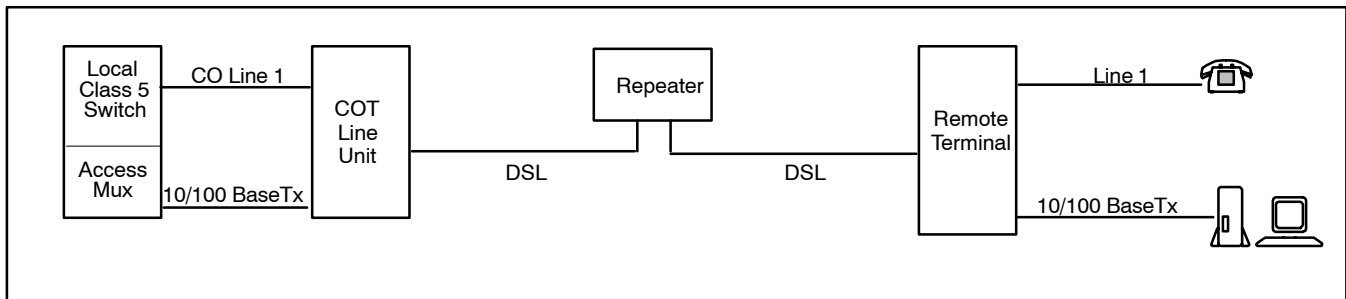 Local
Class 5
Switch
CO Line 1
Access
Mux
10/100 BaseTx
COT
Line
Unit
DSL
Repeater
DSL
Remote
Terminal
Line 1
10/100 BaseTx